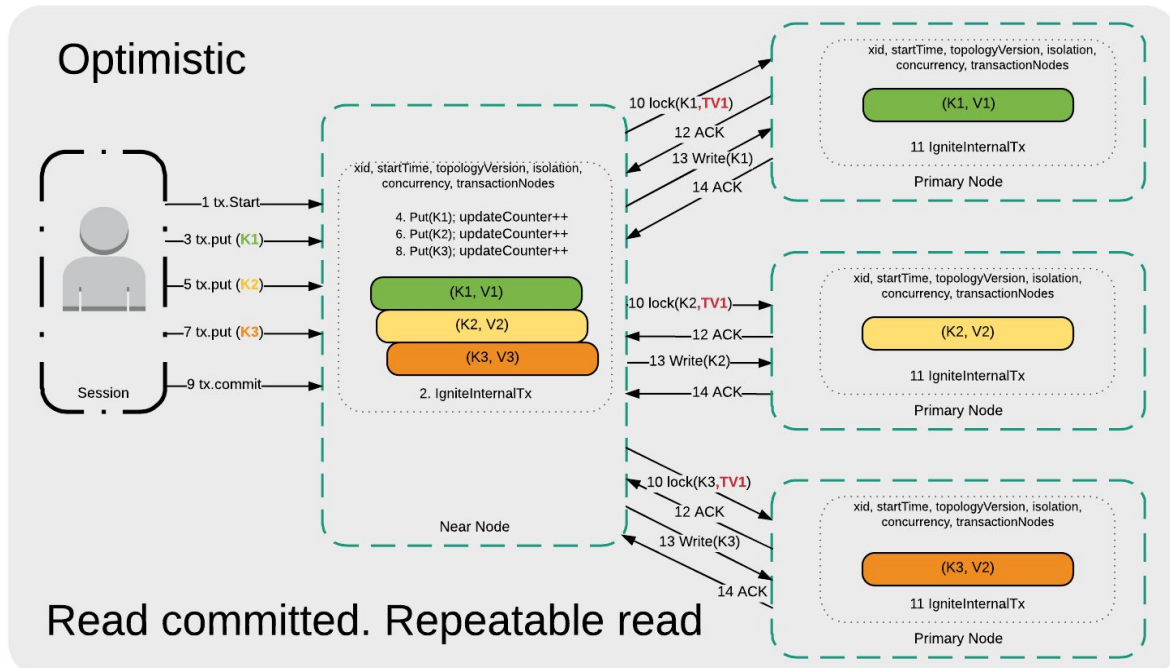 Optimistic
1 tx.Start
3 tx.put (K1)
5 tx.put (K2)
7 tx.put (K3)
9 tx.commit
Session
xid, startTime, topologyVersion, isolation,
concurrency, transactionNodes
4. Put(K1); updateCounter++
6. Put(K2); updateCounter++
8. Put(K3); updateCounter++
(K1, V1)
(K2, V2)
(K3, V3)
2. IgniteInternalTx
Near Node
10 lock(K1,TV1)
12 ACK
13 Write(K1)
14 ACK
xid, startTime, topologyVersion, isolation,
concurrency, transactionNodes
(K1, V1)
11 IgniteInternalTx
Primary Node
10 lock(K2,TV1)
12 ACK
13 Write(K2)
14 ACK
xid, startTime, topologyVersion, isolation,
concurrency, transactionNodes
(K2, V2)
11 IgniteInternalTx
Primary Node
10 lock(K3,TV1)
12 ACK
13 Write(K3)
14 ACK
xid, startTime, topologyVersion, isolation,
concurrency, transactionNodes
(K3, V2)
11 IgniteInternalTx
Primary Node
Read committed. Repeatable read